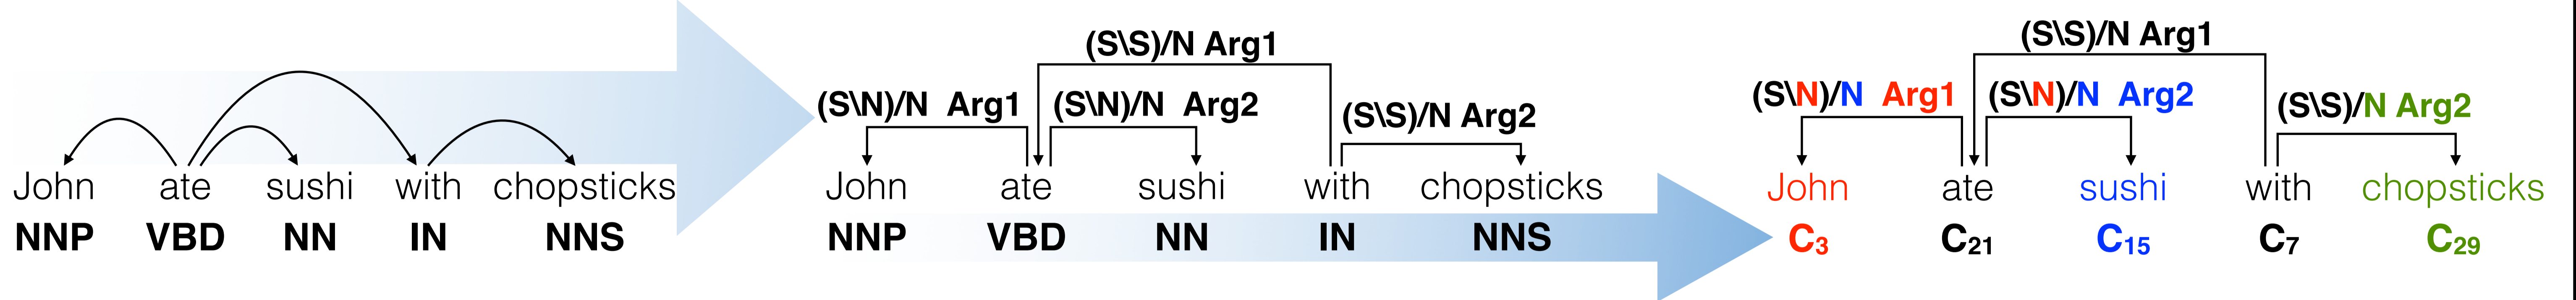 John ate sushi with chopsticks
NNP VBD NN IN NNS
(S\S)/N Arg1
(S\N)/N Arg1 (S\N)/N Arg2
(S\S)/N Arg2
John ate sushi with chopsticks
NNP VBD NN IN NNS
(S\S)/N Arg1
(S\N)/N Arg1 (S\N)/N Arg2
(S\S)/N Arg2
John ate sushi with chopsticks
C3 C21 C15 C7 C29